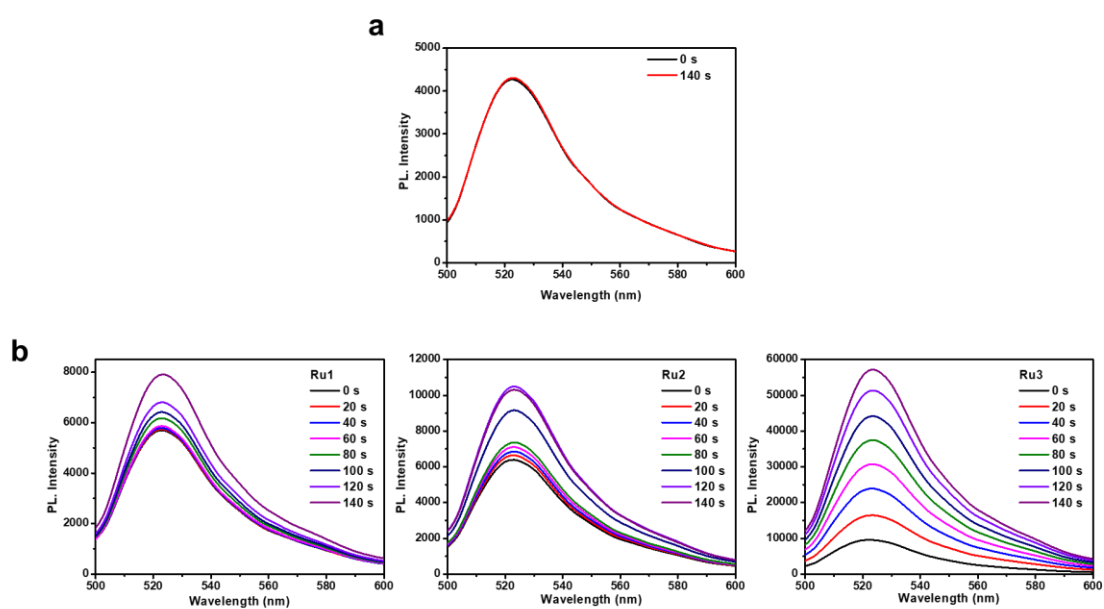 a
5000
4000
3000
2000
1000
0
PL. Intensity
0 s
140 s
500 520 540 560 580 600
Wavelength (nm)
b
8000
6000
4000
2000
0
PL. Intensity
Ru1
0 s
20 s
40 s
60 s
80 s
100 s
120 s
140 s
500 520 540 560 580 600
Wavelength (nm)
12000
10000
8000
6000
4000
2000
0
PL. Intensity
Ru2
0 s
20 s
40 s
60 s
80 s
100 s
120 s
140 s
500 520 540 560 580 600
Wavelength (nm)
60000
50000
40000
30000
20000
10000
0
PL. Intensity
Ru3
0 s
20 s
40 s
60 s
80 s
100 s
120 s
140 s
500 520 540 560 580 600
Wavelength (nm)